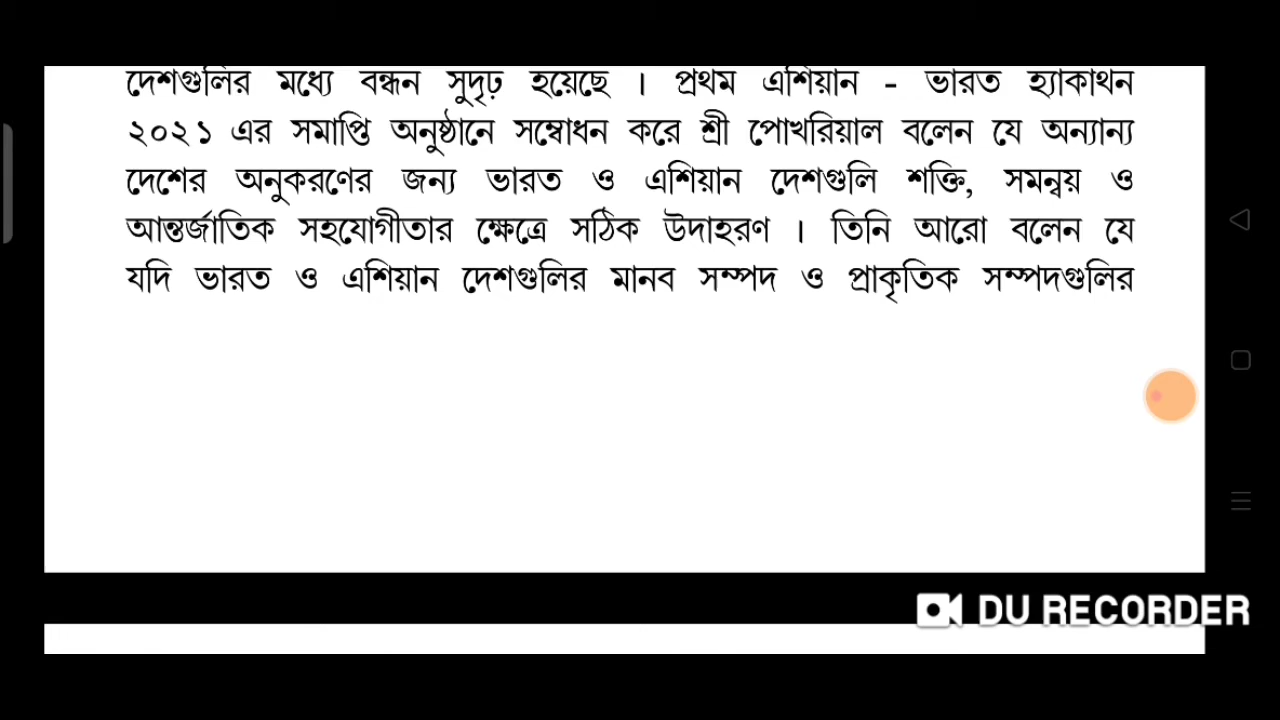 দেশগুলির মধ্যে বন্ধন সুদৃঢ় হয়েছে । প্রথম এশিয়ান - ভারত হ্যাকাথন
২০২১ এর সমাপ্তি অনুষ্ঠানে সম্বোধন করে শ্রী পোখরিয়াল বলেন যে অন্যান্য
দেশের অনুকরণের জন্য ভারত ও এশিয়ান দেশগুলি শক্তি, সমন্বয় ও
আন্তর্জাতিক সহযোগীতার ক্ষেত্রে সঠিক উদাহরণ । তিনি আরো বলেন যে
যদি ভারত ও এশিয়ান দেশগুলির মানব সম্পদ ও প্রাকৃতিক সম্পদগুলির
DU RECORDER